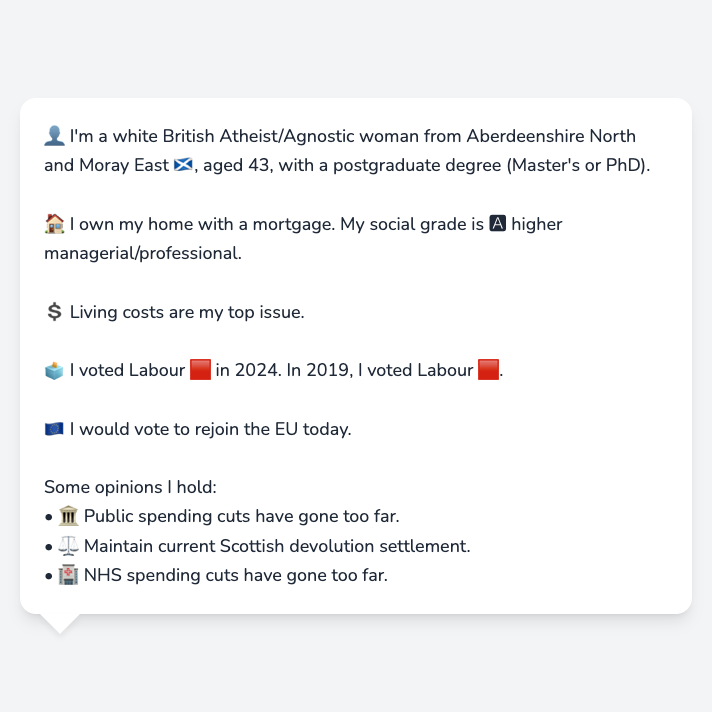 👤 I'm a white British Atheist/Agnostic woman from Aberdeenshire North
and Moray East 🏴󠁧󠁢󠁳󠁣󠁴󠁿, aged 43, with a postgraduate degree (Master's or PhD).
🏠 I own my home with a mortgage. My social grade is 🅰 higher
managerial/professional.
💲 Living costs are my top issue.
🗳️ I voted Labour 🟥 in 2024. In 2019, I voted Labour 🟥.
🇪🇺 I would vote to rejoin the EU today.
Some opinions I hold:
• 🏛️ Public spending cuts have gone too far.
• ⚖️ Maintain current Scottish devolution settlement.
• 🏥 NHS spending cuts have gone too far.